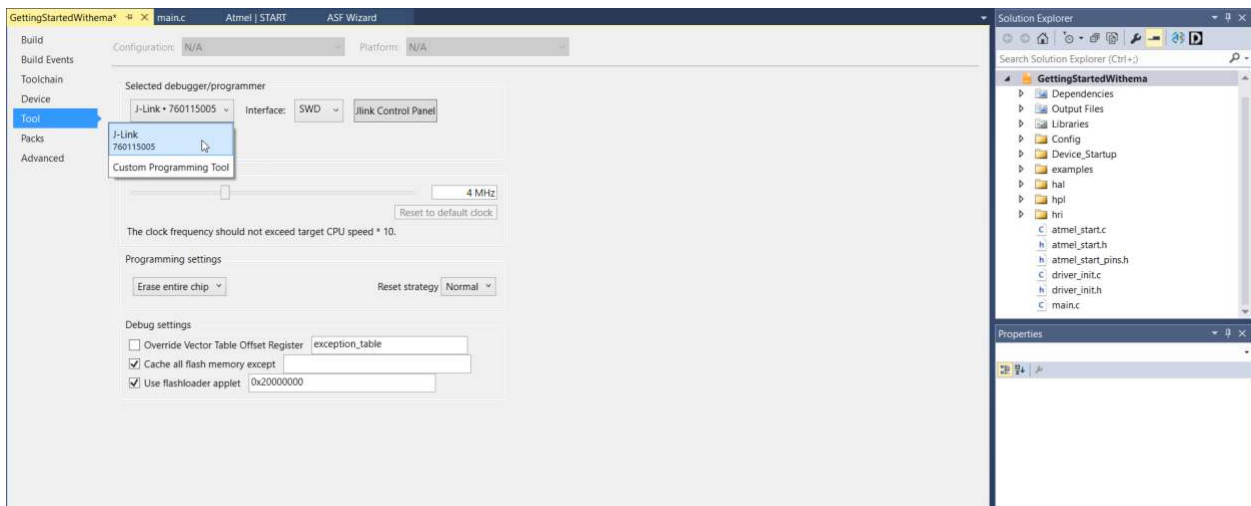 GettingStartedWithema*
main.c
Atmel | START
ASF Wizard
Build
Build Events
Toolchain
Device
Tool
Packs
Advanced
Configuration: N/A
Platform: N/A
Selected debugger/programmer
J-Link • 760115005
Interface: SWD
Jlink Control Panel
J-Link
760115005
Custom Programming Tool
4 MHz
Reset to default clock
The clock frequency should not exceed target CPU speed * 10.
Programming settings
Erase entire chip
Reset strategy Normal
Debug settings
Override Vector Table Offset Register exception_table
Cache all flash memory except
Use flashloader applet 0x20000000
Solution Explorer
Search Solution Explorer (Ctrl+;)
GettingStartedWithema
Dependencies
Output Files
Libraries
Config
Device_Startup
examples
hal
hpl
hri
c atmel_start.c
h atmel_start.h
h atmel_start_pins.h
c driver_init.c
h driver_init.h
c main.c
Properties